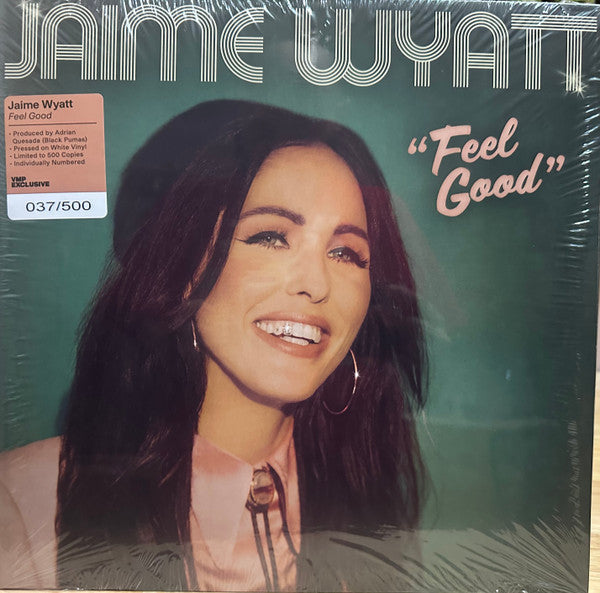 JAIME WYATT
Jaime Wyatt
Feel Good
• Produced by Adrian
Quesada (Black Pumas)
• Pressed on White Vinyl
• Limited to 500 Copies
• Individually Numbered
VMP
EXCLUSIVE
037/500
“Feel
Good”